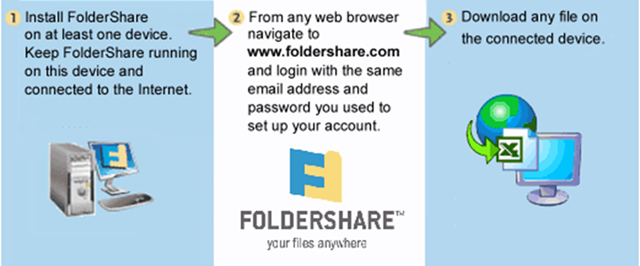 1 Install FolderShare
on at least one device.
Keep FolderShare running
on this device and
connected to the Internet.
2 From any web browser
navigate to
www.foldershare.com
and login with the same
email address and
password you used to
set up your account.
FOLDERSHARE™
your files anywhere
3 Download any file on
the connected device.